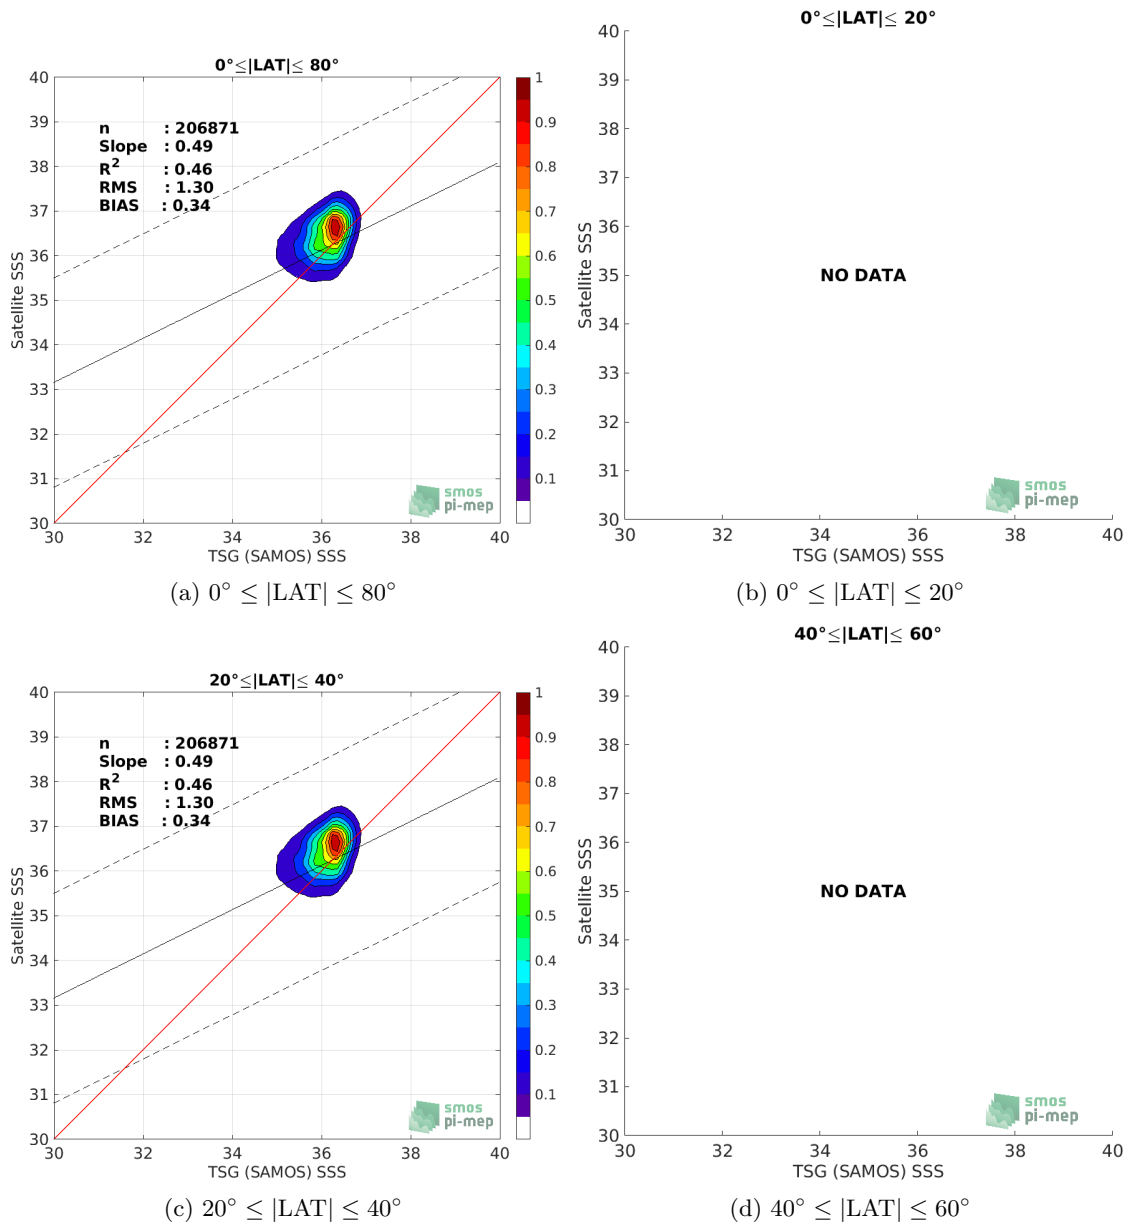 0°≤|LAT|≤ 80°
40
39
38
37
36
35
34
33
32
31
30
Satellite SSS
n : 206871
Slope : 0.49
R² : 0.46
RMS : 1.30
BIAS : 0.34
1
0.9
0.8
0.7
0.6
0.5
0.4
0.3
0.2
0.1
smos
pi-mep
30 32 34 36 38 40
TSG (SAMOS) SSS
(a) 0° ≤ |LAT| ≤ 80°
0°≤|LAT|≤ 20°
40
39
38
37
36
35
34
33
32
31
30
Satellite SSS
NO DATA
smos
pi-mep
30 32 34 36 38 40
TSG (SAMOS) SSS
(b) 0° ≤ |LAT| ≤ 20°
20°≤|LAT|≤ 40°
40
39
38
37
36
35
34
33
32
31
30
Satellite SSS
n : 206871
Slope : 0.49
R² : 0.46
RMS : 1.30
BIAS : 0.34
1
0.9
0.8
0.7
0.6
0.5
0.4
0.3
0.2
0.1
smos
pi-mep
30 32 34 36 38 40
TSG (SAMOS) SSS
(c) 20° ≤ |LAT| ≤ 40°
40°≤|LAT|≤ 60°
40
39
38
37
36
35
34
33
32
31
30
Satellite SSS
NO DATA
smos
pi-mep
30 32 34 36 38 40
TSG (SAMOS) SSS
(d) 40° ≤ |LAT| ≤ 60°